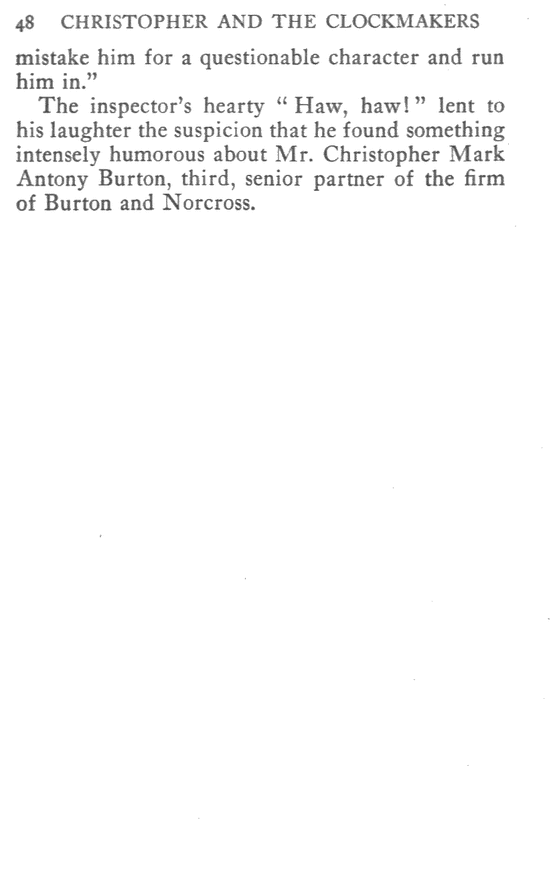 48 CHRISTOPHER AND THE CLOCKMAKERS
mistake him for a questionable character and run
him in.”
The inspector’s hearty “ Haw, haw! ” lent to
his laughter the suspicion that he found something
intensely humorous about Mr. Christopher Mark
Antony Burton, third, senior partner of the firm
of Burton and Norcross.